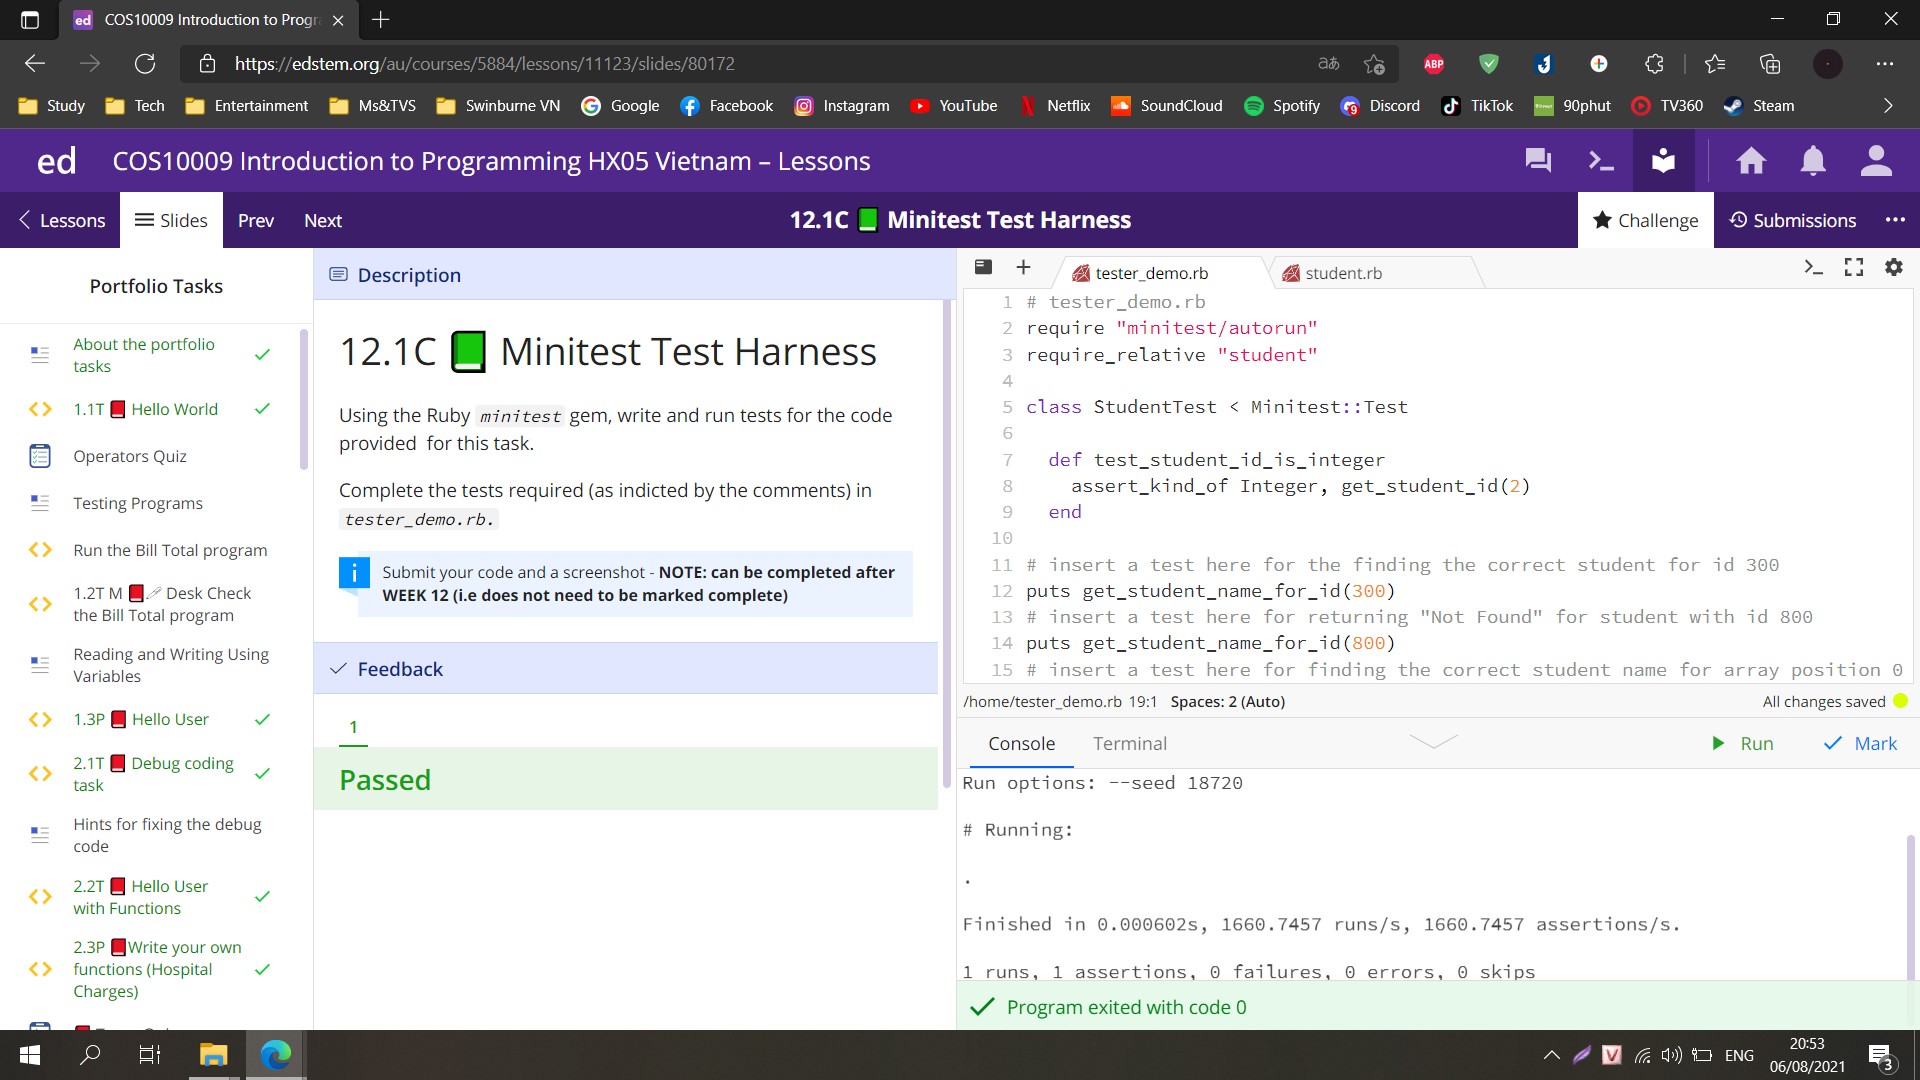 COS10009 Introduction to Progr
https://edstem.org/au/courses/5884/lessons/11123/slides/80172
aあ
ABP
Study Tech Entertainment Ms&TVS Swinburne VN Google Facebook Instagram YouTube Netflix SoundCloud Spotify Discord TikTok 90phut TV360 Steam
ed COS10009 Introduction to Programming HX05 Vietnam – Lessons
Lessons Slides Prev Next 12.1C Minitest Test Harness Challenge Submissions
Portfolio Tasks
About the portfolio
tasks
1.1T Hello World
Operators Quiz
Testing Programs
Run the Bill Total program
1.2T M Desk Check
the Bill Total program
Reading and Writing Using
Variables
1.3P Hello User
2.1T Debug coding
task
Hints for fixing the debug
code
2.2T Hello User
with Functions
2.3P Write your own
functions (Hospital
Charges)
Description
12.1C Minitest Test Harness
Using the Ruby minitest gem, write and run tests for the code
provided for this task.
Complete the tests required (as indicted by the comments) in
tester_demo.rb.
i Submit your code and a screenshot - NOTE: can be completed after
WEEK 12 (i.e does not need to be marked complete)
Feedback
1
Passed
tester_demo.rb student.rb
1 # tester_demo.rb
2 require "minitest/autorun"
3 require_relative "student"
4
5 class StudentTest < Minitest::Test
6
7 def test_student_id_is_integer
8 assert_kind_of Integer, get_student_id(2)
9 end
10
11 # insert a test here for the finding the correct student for id 300
12 puts get_student_name_for_id(300)
13 # insert a test here for returning "Not Found" for student with id 800
14 puts get_student_name_for_id(800)
15 # insert a test here for finding the correct student name for array position 0
/home/tester_demo.rb 19:1 Spaces: 2 (Auto) All changes saved
Console Terminal Run Mark
Run options: --seed 18720
# Running:
.
Finished in 0.000602s, 1660.7457 runs/s, 1660.7457 assertions/s.
1 runs, 1 assertions, 0 failures, 0 errors, 0 skips
Program exited with code 0
V ENG
20:53
06/08/2021
3